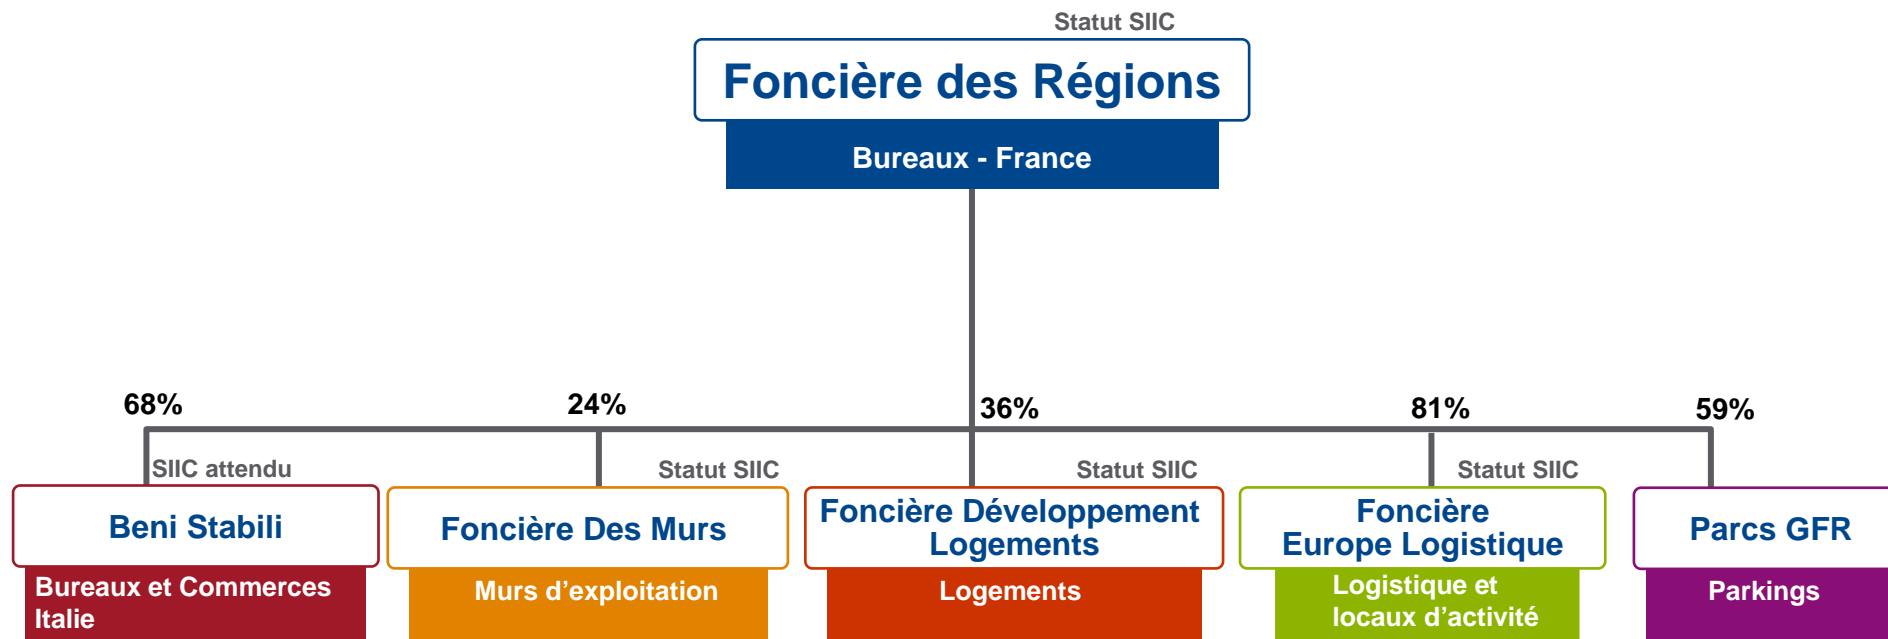 Statut SIIC
Foncière des Régions
Bureaux - France
68%
24%
36%
81%
59%
SIIC attendu
Statut SIIC
Statut SIIC
Statut SIIC
Beni Stabili
Foncière Des Murs
Foncière Développement
Logements
Foncière
Europe Logistique
Parcs GFR
Bureaux et Commerces
Italie
Murs d’exploitation
Logements
Logistique et
locaux d’activité
Parkings